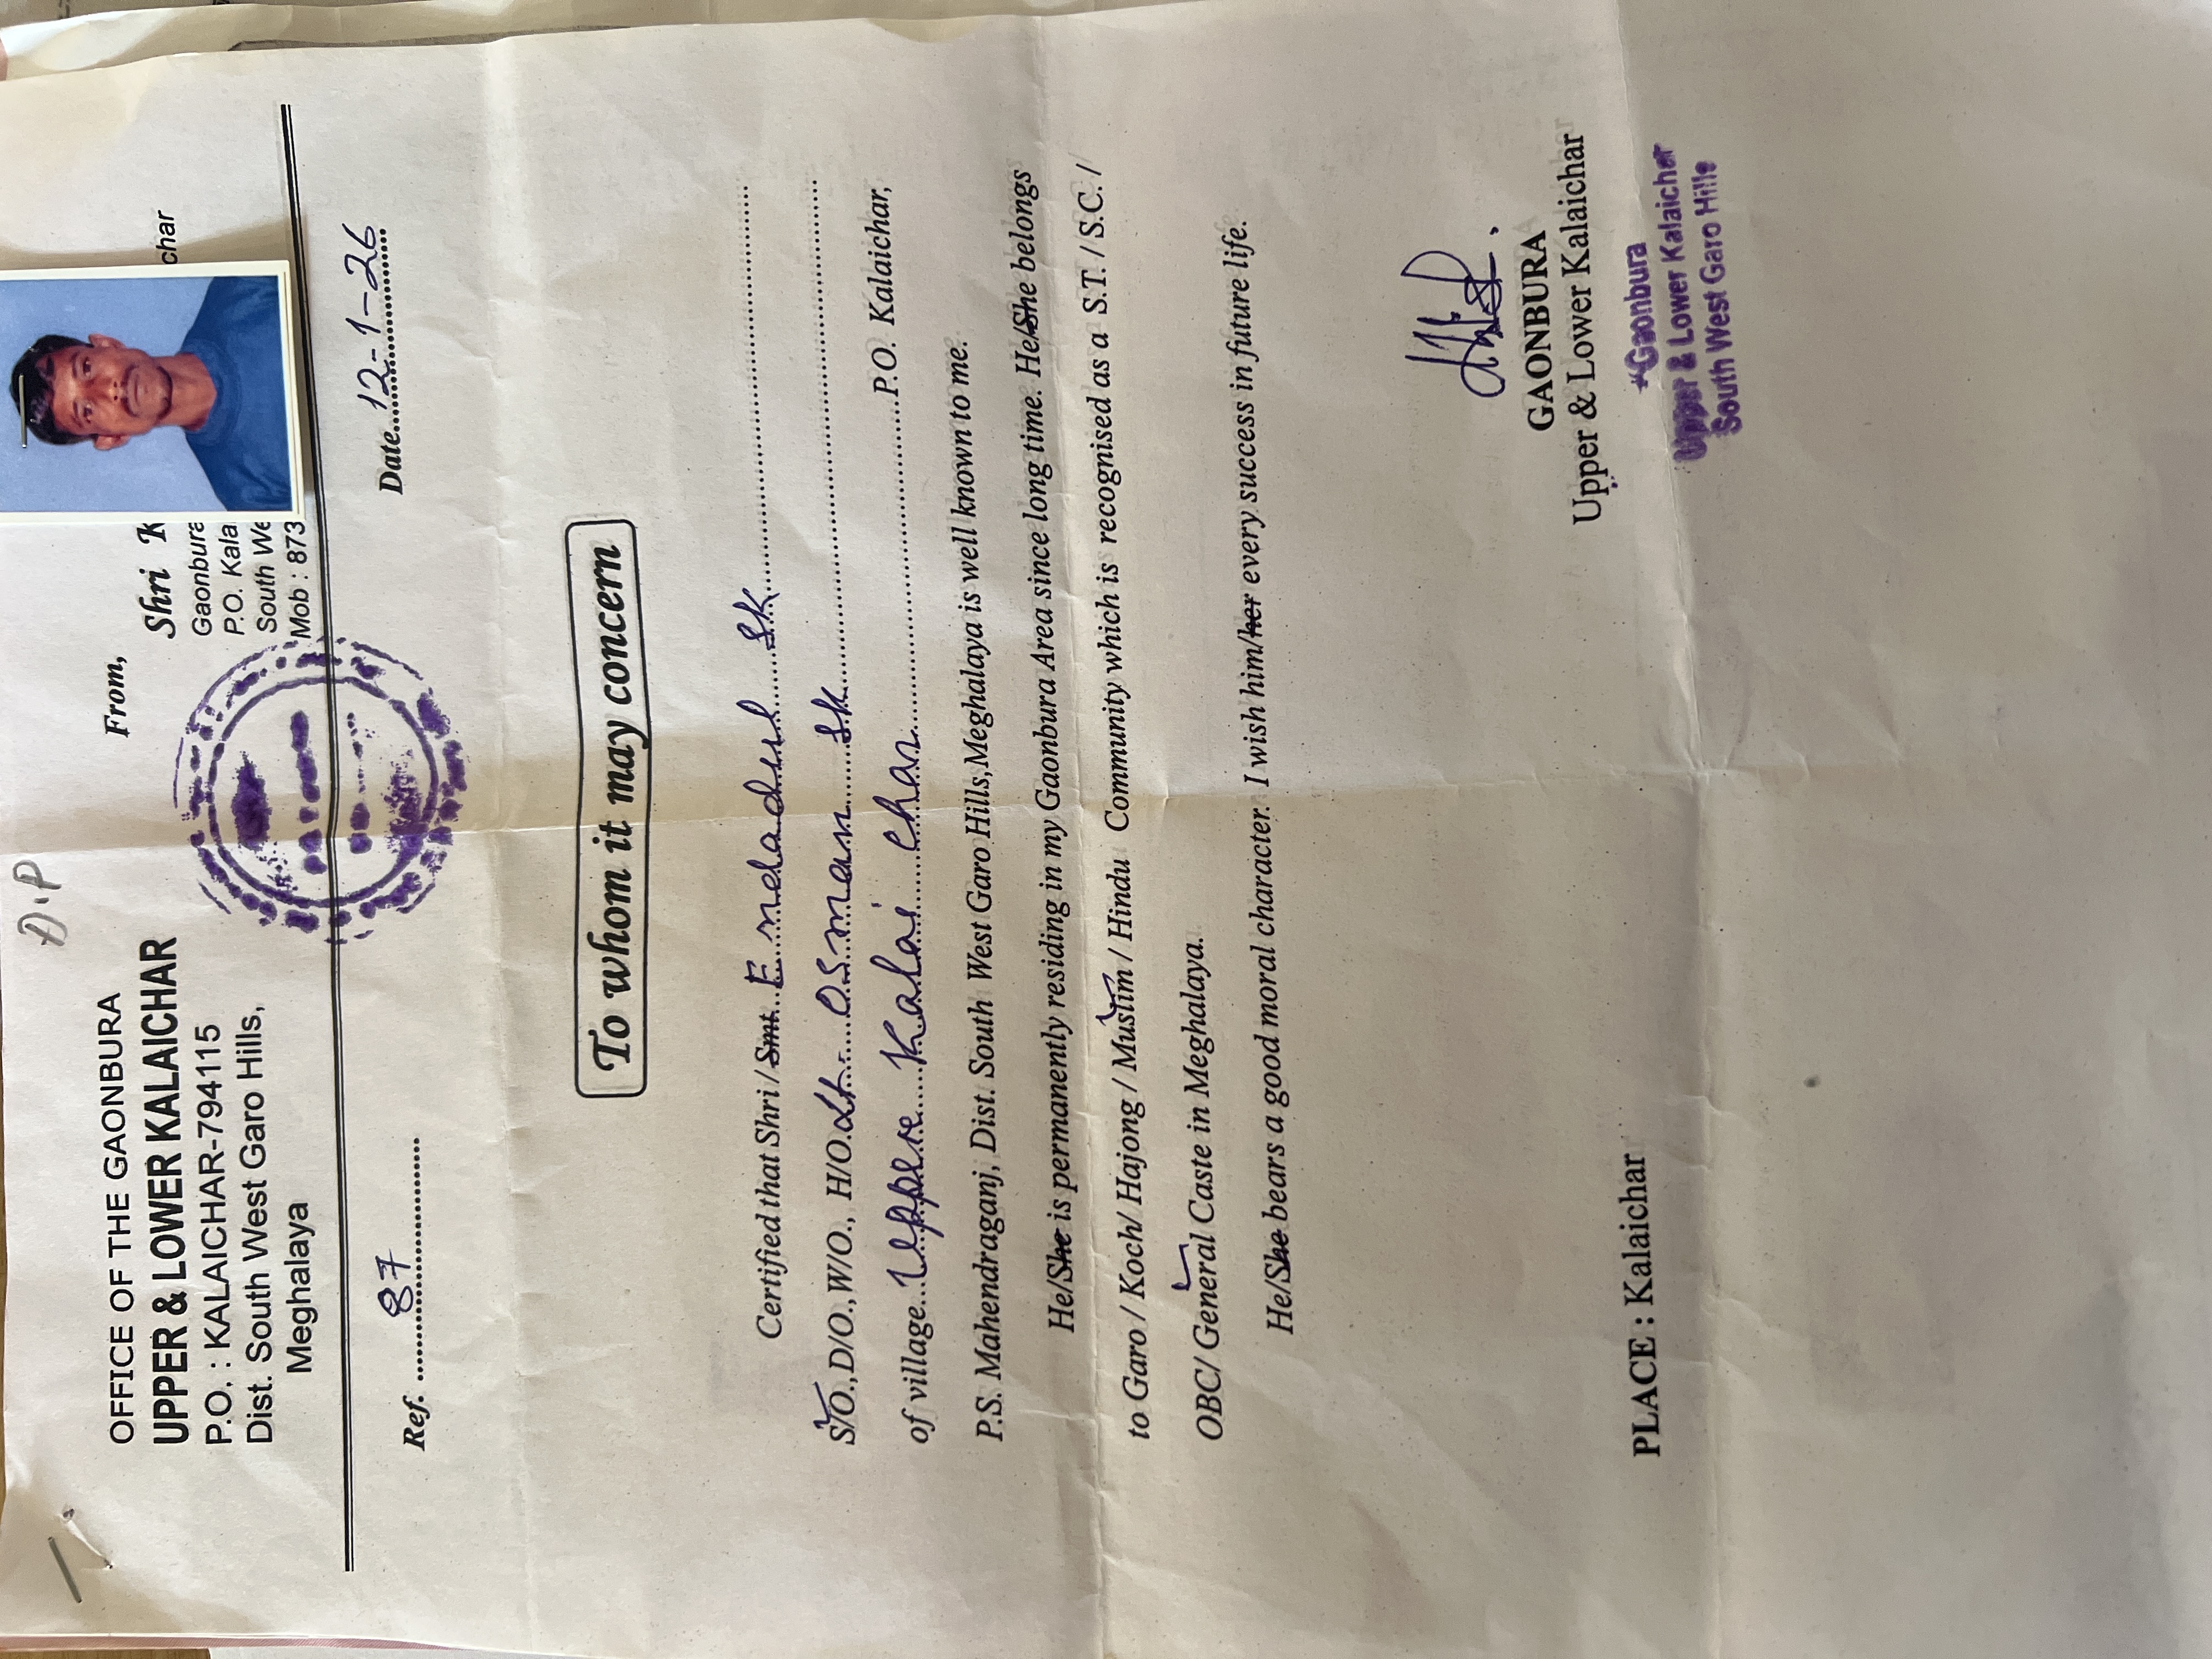 D.P
OFFICE OF THE GAONBURA
UPPER & LOWER KALAICHAR
P.O. : KALAICHAR-794115
Dist. South West Garo Hills,
Meghalaya
From,
Shri K
Gaonbura
char
P.O. Kala
South We
Mob : 873
Ref. 87
Date 12-1-26
To whom it may concern
Certified that Shri / Smt. Emdadul SK
S/O., D/O., W/O., H/O. Lt. Osman SK
of village Upper Kalai Char P.O. Kalaichar,
P.S. Mahendraganj, Dist. South West Garo Hills, Meghalaya is well known to me.
He/She is permanently residing in my Gaonbura Area since long time. He/She belongs
to Garo / Koch/ Hajong / Muslim / Hindu Community which is recognised as a S.T. / S.C. /
OBC/ General Caste in Meghalaya.
He/She bears a good moral character. I wish him/her every success in future life.
GAONBURA
Upper & Lower Kalaichar
Gaonbura
Upper & Lower Kalaicher
South West Garo Hills
PLACE : Kalaichar